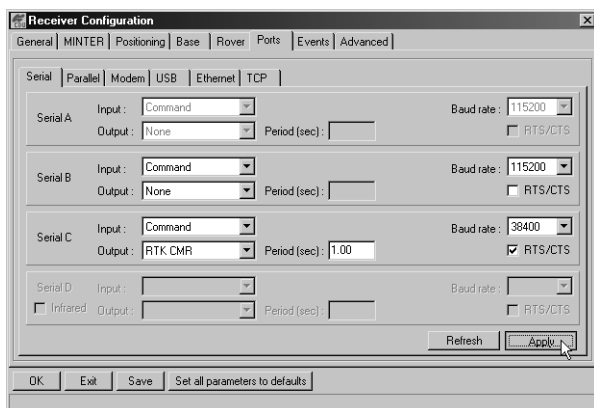 Receiver Configuration
General MINTER Positioning Base Rover Ports Events Advanced
Serial Parallel Modem USB Ethernet TCP
Serial A Input : Command Baud rate : 115200
Output : None Period (sec) : RTS/CTS
Serial B Input : Command Baud rate : 115200
Output : None Period (sec) : RTS/CTS
Serial C Input : Command Baud rate : 38400
Output : RTK CMR Period (sec) : 1.00 RTS/CTS
Serial D Input : Baud rate :
Infrared Output : Period (sec) : RTS/CTS
Refresh Apply
OK Exit Save Set all parameters to defaults